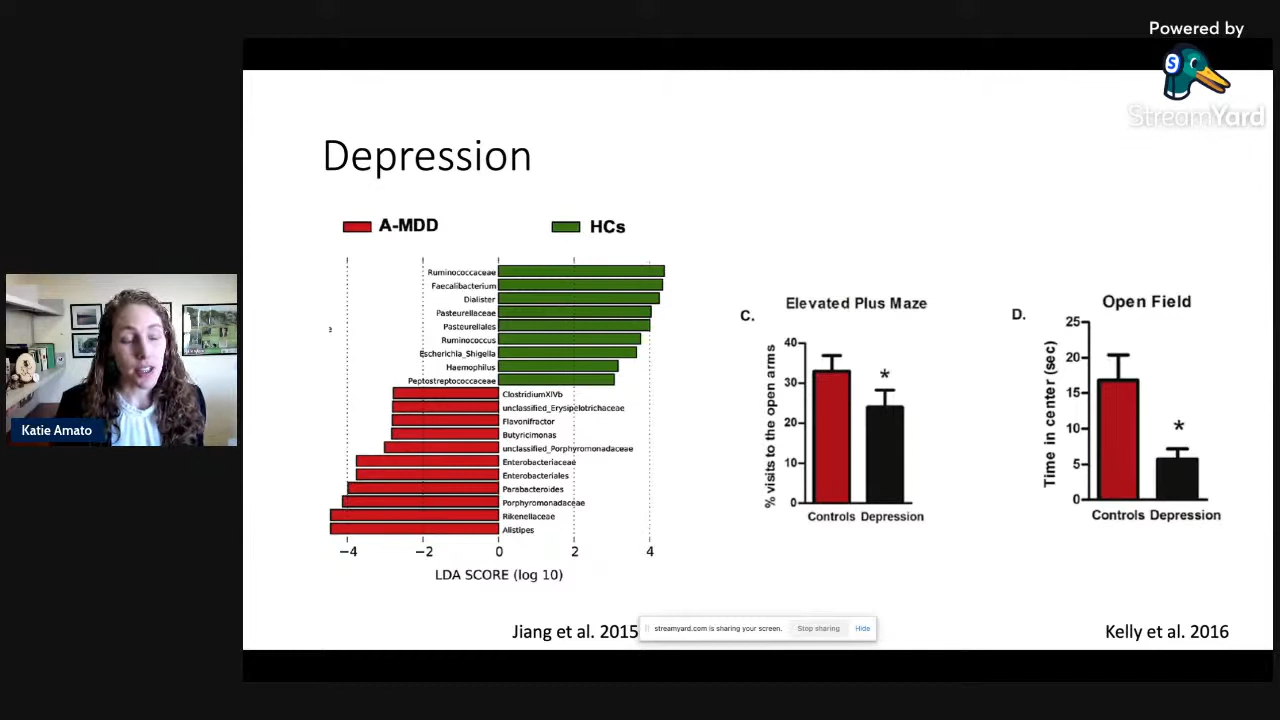 Powered by
StreamYard
Depression
A-MDD
HCs
Ruminococcaceae
Faecalibacterium
Dialister
Pasteurellaceae
Pasteurellales
Ruminococcus
Escherichia_Shigella
Haemophilus
Peptostreptococcaceae
ClostridiumXIVb
unclassified_Erysipelotrichaceae
Flavonifractor
Butyricimonas
unclassified_Porphyromonadaceae
Enterobacteriaceae
Enterobacteriales
Parabacteroides
Porphyromonadaceae
Rikenellaceae
Alistipes
e
−4 −2 0 2 4
LDA SCORE (log 10)
C.
Elevated Plus Maze
% visits to the open arms
40
30
20
10
0
*
Controls Depression
D.
Open Field
Time in center (sec)
25
20
15
10
5
0
*
Controls Depression
Katie Amato
Jiang et al. 2015
streamyard.com is sharing your screen. Stop sharing Hide
Kelly et al. 2016